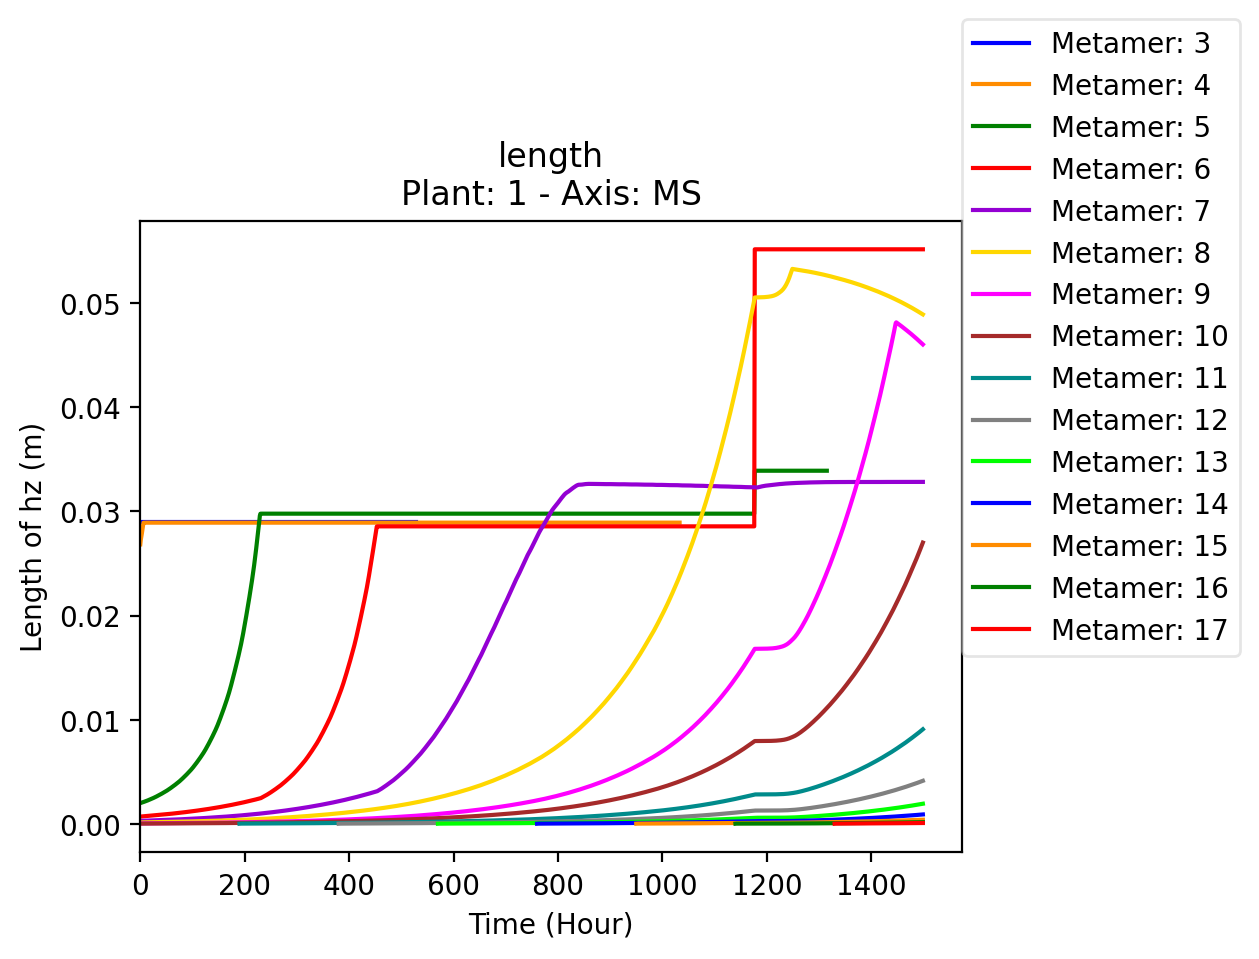 length
Plant: 1 - Axis: MS
Length of hz (m)
0.05
0.04
0.03
0.02
0.01
0.00
0 200 400 600 800 1000 1200 1400
Time (Hour)
Metamer: 3
Metamer: 4
Metamer: 5
Metamer: 6
Metamer: 7
Metamer: 8
Metamer: 9
Metamer: 10
Metamer: 11
Metamer: 12
Metamer: 13
Metamer: 14
Metamer: 15
Metamer: 16
Metamer: 17